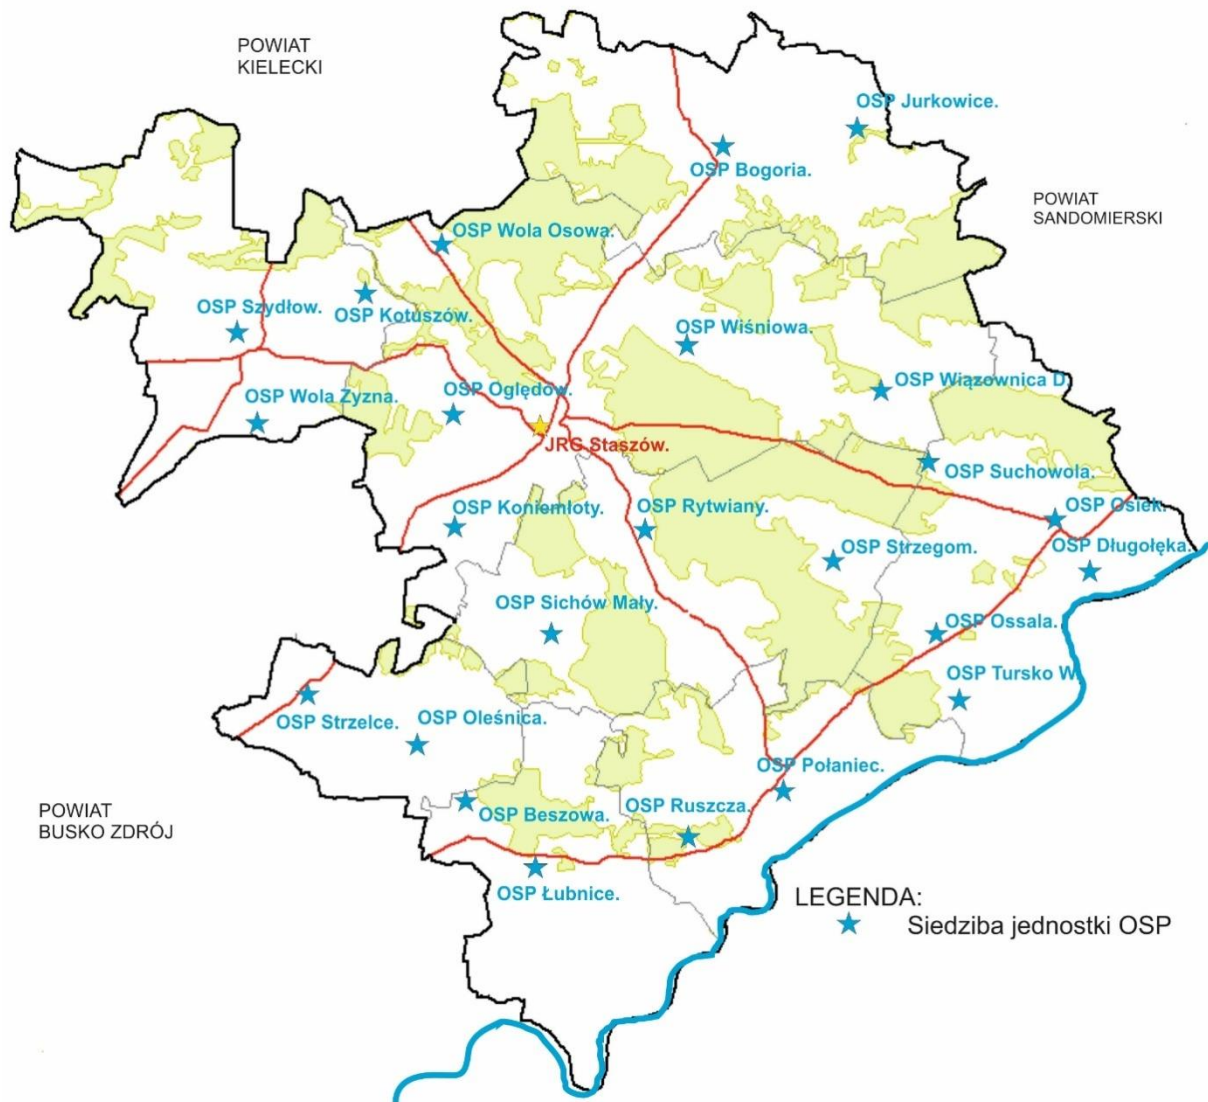 POWIAT
KIELECKI
OSP Jurkowice.
OSP Bogoria.
POWIAT
SANDOMIERSKI
OSP Wola Osowa.
OSP Szydłow.
OSP Kotuszów.
OSP Wiśniowa.
OSP Wola Zyzna.
OSP Oględów.
OSP Wiązownica D.
JRG Staszów.
OSP Suchowola.
OSP Koniemłoty.
OSP Rytwiany.
OSP Osiek.
OSP Strzegom.
OSP Długołęka.
OSP Sichów Mały.
OSP Ossala.
OSP Tursko W.
OSP Strzelce.
OSP Oleśnica.
OSP Połaniec.
POWIAT
BUSKO ZDRÓJ
OSP Beszowa.
OSP Ruszcza.
OSP Łubnice.
LEGENDA:
Siedziba jednostki OSP